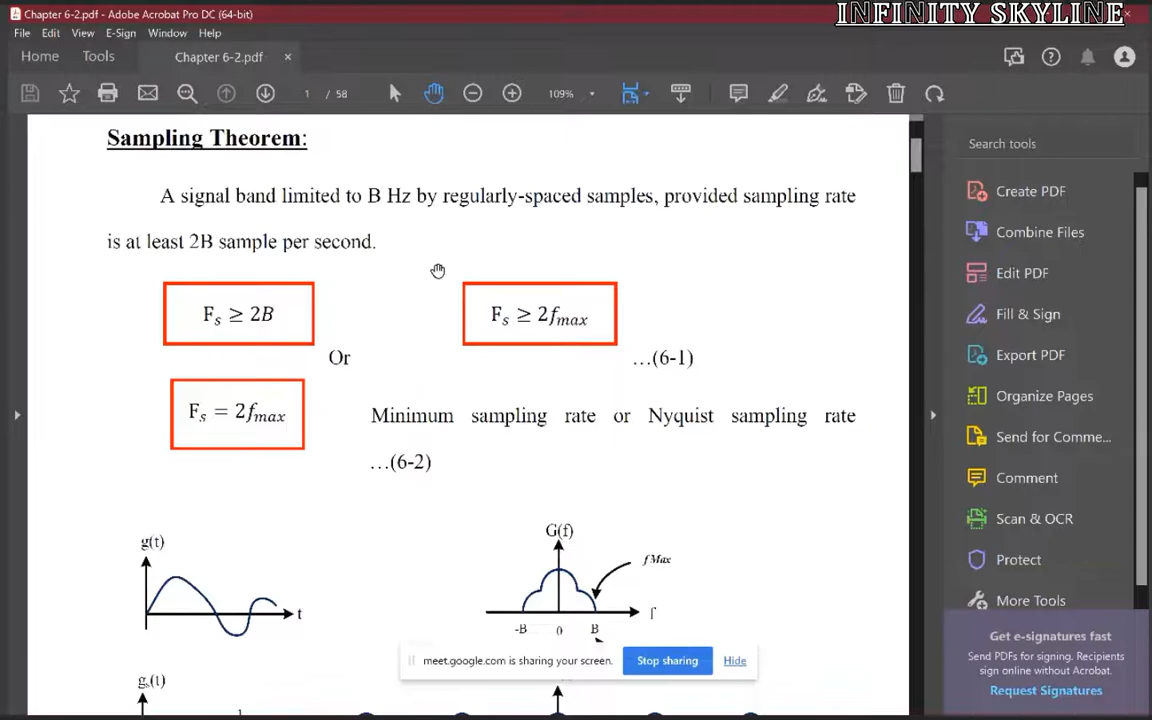 Chapter 6-2.pdf - Adobe Acrobat Pro DC (64-bit)
INFINITY SKYLINE
File Edit View E-Sign Window Help
Home Tools Chapter 6-2.pdf ×
1 / 58 109%
Sampling Theorem:
A signal band limited to B Hz by regularly-spaced samples, provided sampling rate
is at least 2B sample per second.
Fs ≥ 2B
Fs ≥ 2fmax
Or …(6-1)
Fs = 2fmax
Minimum sampling rate or Nyquist sampling rate
…(6-2)
g(t)
t
G(f)
fMax
f
-B 0 B
gs(t)
meet.google.com is sharing your screen. Stop sharing Hide
Search tools
Create PDF
Combine Files
Edit PDF
Fill & Sign
Export PDF
Organize Pages
Send for Comme...
Comment
Scan & OCR
Protect
More Tools
Get e-signatures fast
Send PDFs for signing. Recipients
sign online without Acrobat.
Request Signatures